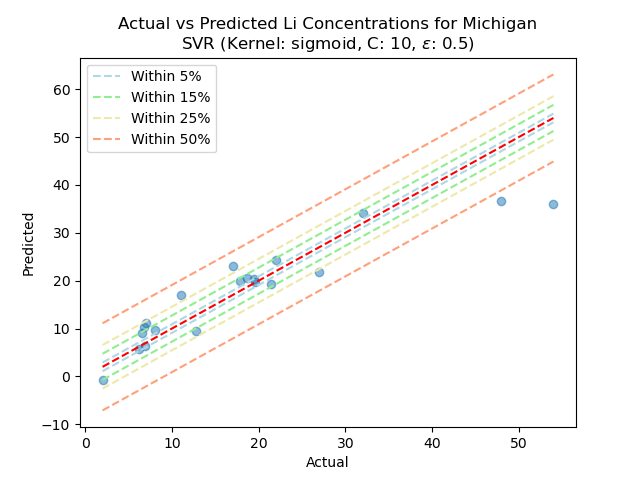 Actual vs Predicted Li Concentrations for Michigan
SVR (Kernel: sigmoid, C: 10, ε: 0.5)
Within 5%
Within 15%
Within 25%
Within 50%
60
50
40
30
20
10
0
−10
Predicted
0 10 20 30 40 50
Actual